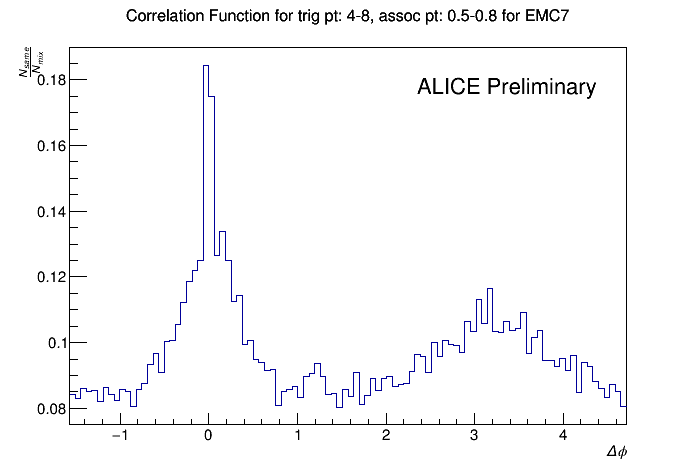 Correlation Function for trig pt: 4-8, assoc pt: 0.5-0.8 for EMC7
N_same
N_mix
ALICE Preliminary
0.18
0.16
0.14
0.12
0.1
0.08
−1 0 1 2 3 4
Δφ